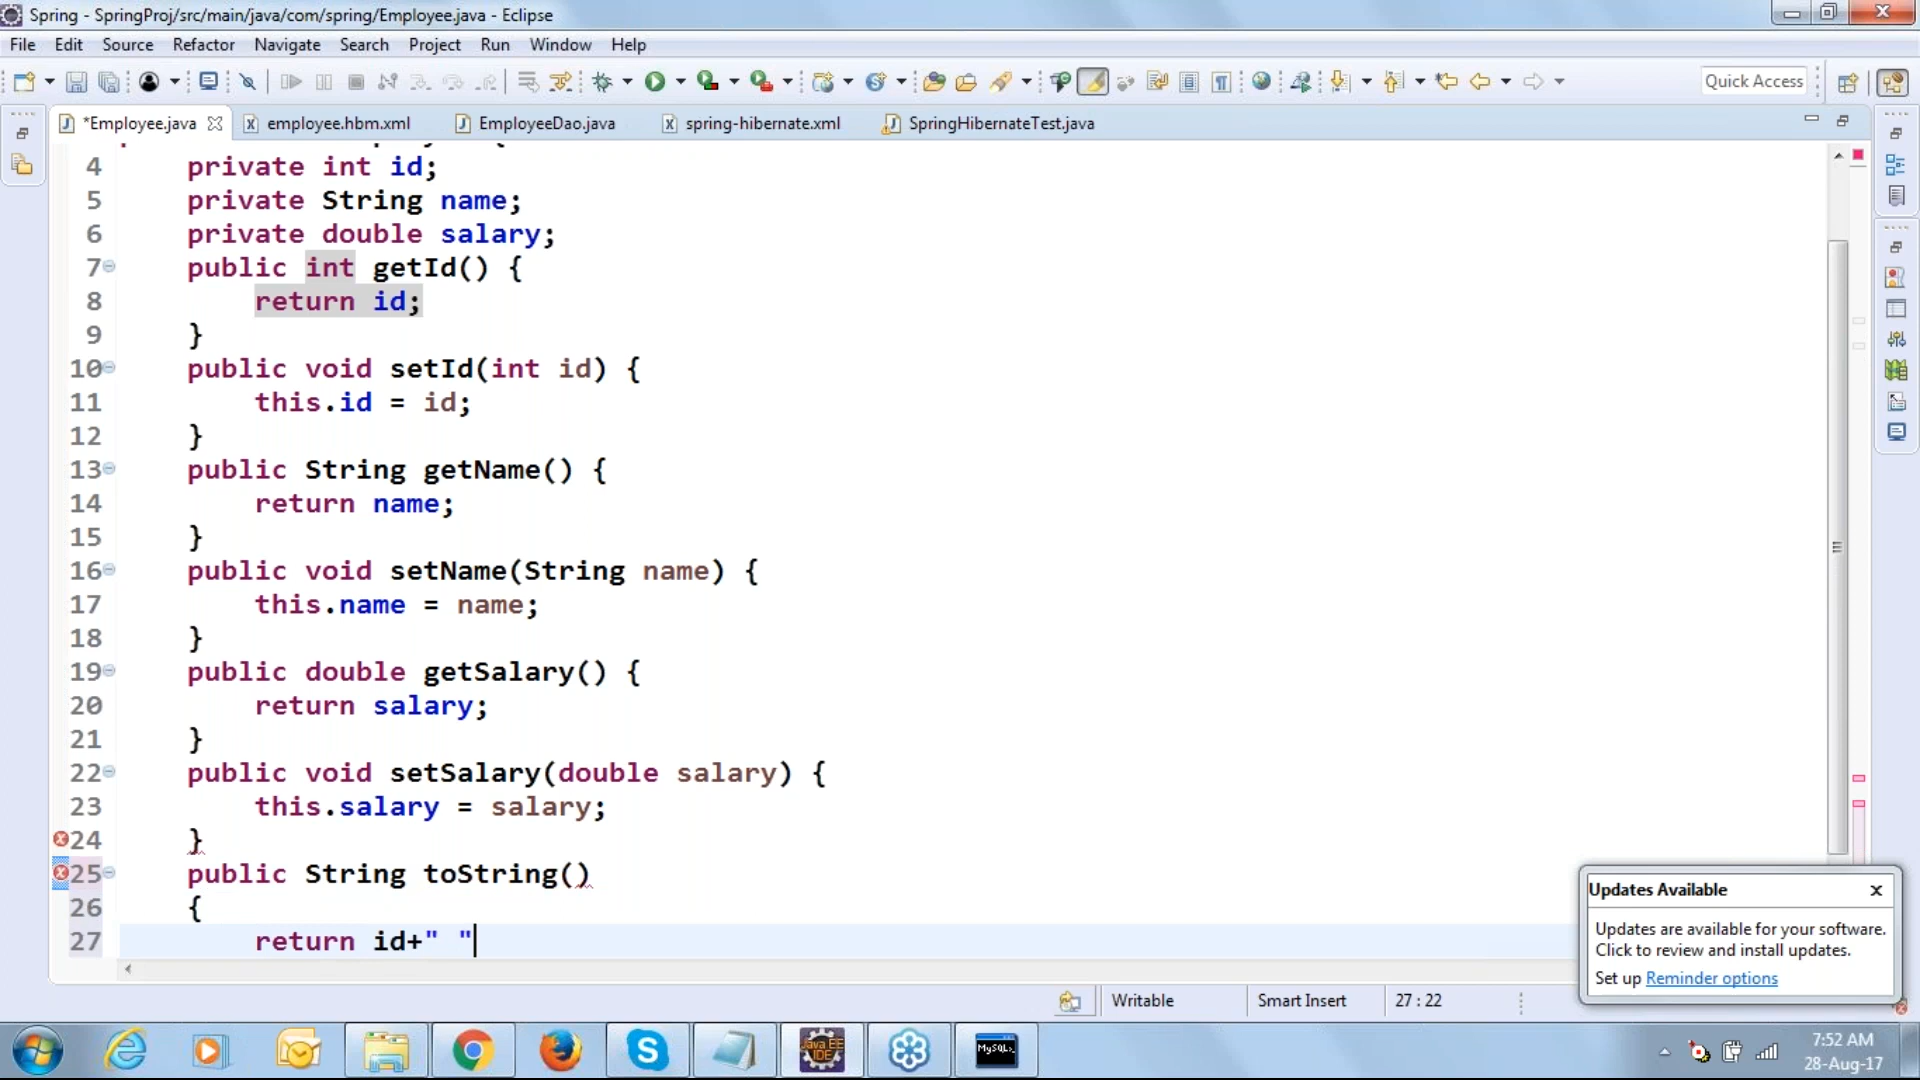 Spring - SpringProj/src/main/java/com/spring/Employee.java - Eclipse
File Edit Source Refactor Navigate Search Project Run Window Help
Quick Access
*Employee.java employee.hbm.xml EmployeeDao.java spring-hibernate.xml SpringHibernateTest.java
4 private int id;
5 private String name;
6 private double salary;
7 public int getId() {
8 return id;
9 }
10 public void setId(int id) {
11 this.id = id;
12 }
13 public String getName() {
14 return name;
15 }
16 public void setName(String name) {
17 this.name = name;
18 }
19 public double getSalary() {
20 return salary;
21 }
22 public void setSalary(double salary) {
23 this.salary = salary;
24 }
25 public String toString()
26 {
27 return id+" "
Updates Available
Updates are available for your software.
Click to review and install updates.
Set up Reminder options
Writable Smart Insert 27 : 22
Java EE
IDE
MySQL
7:52 AM
28-Aug-17